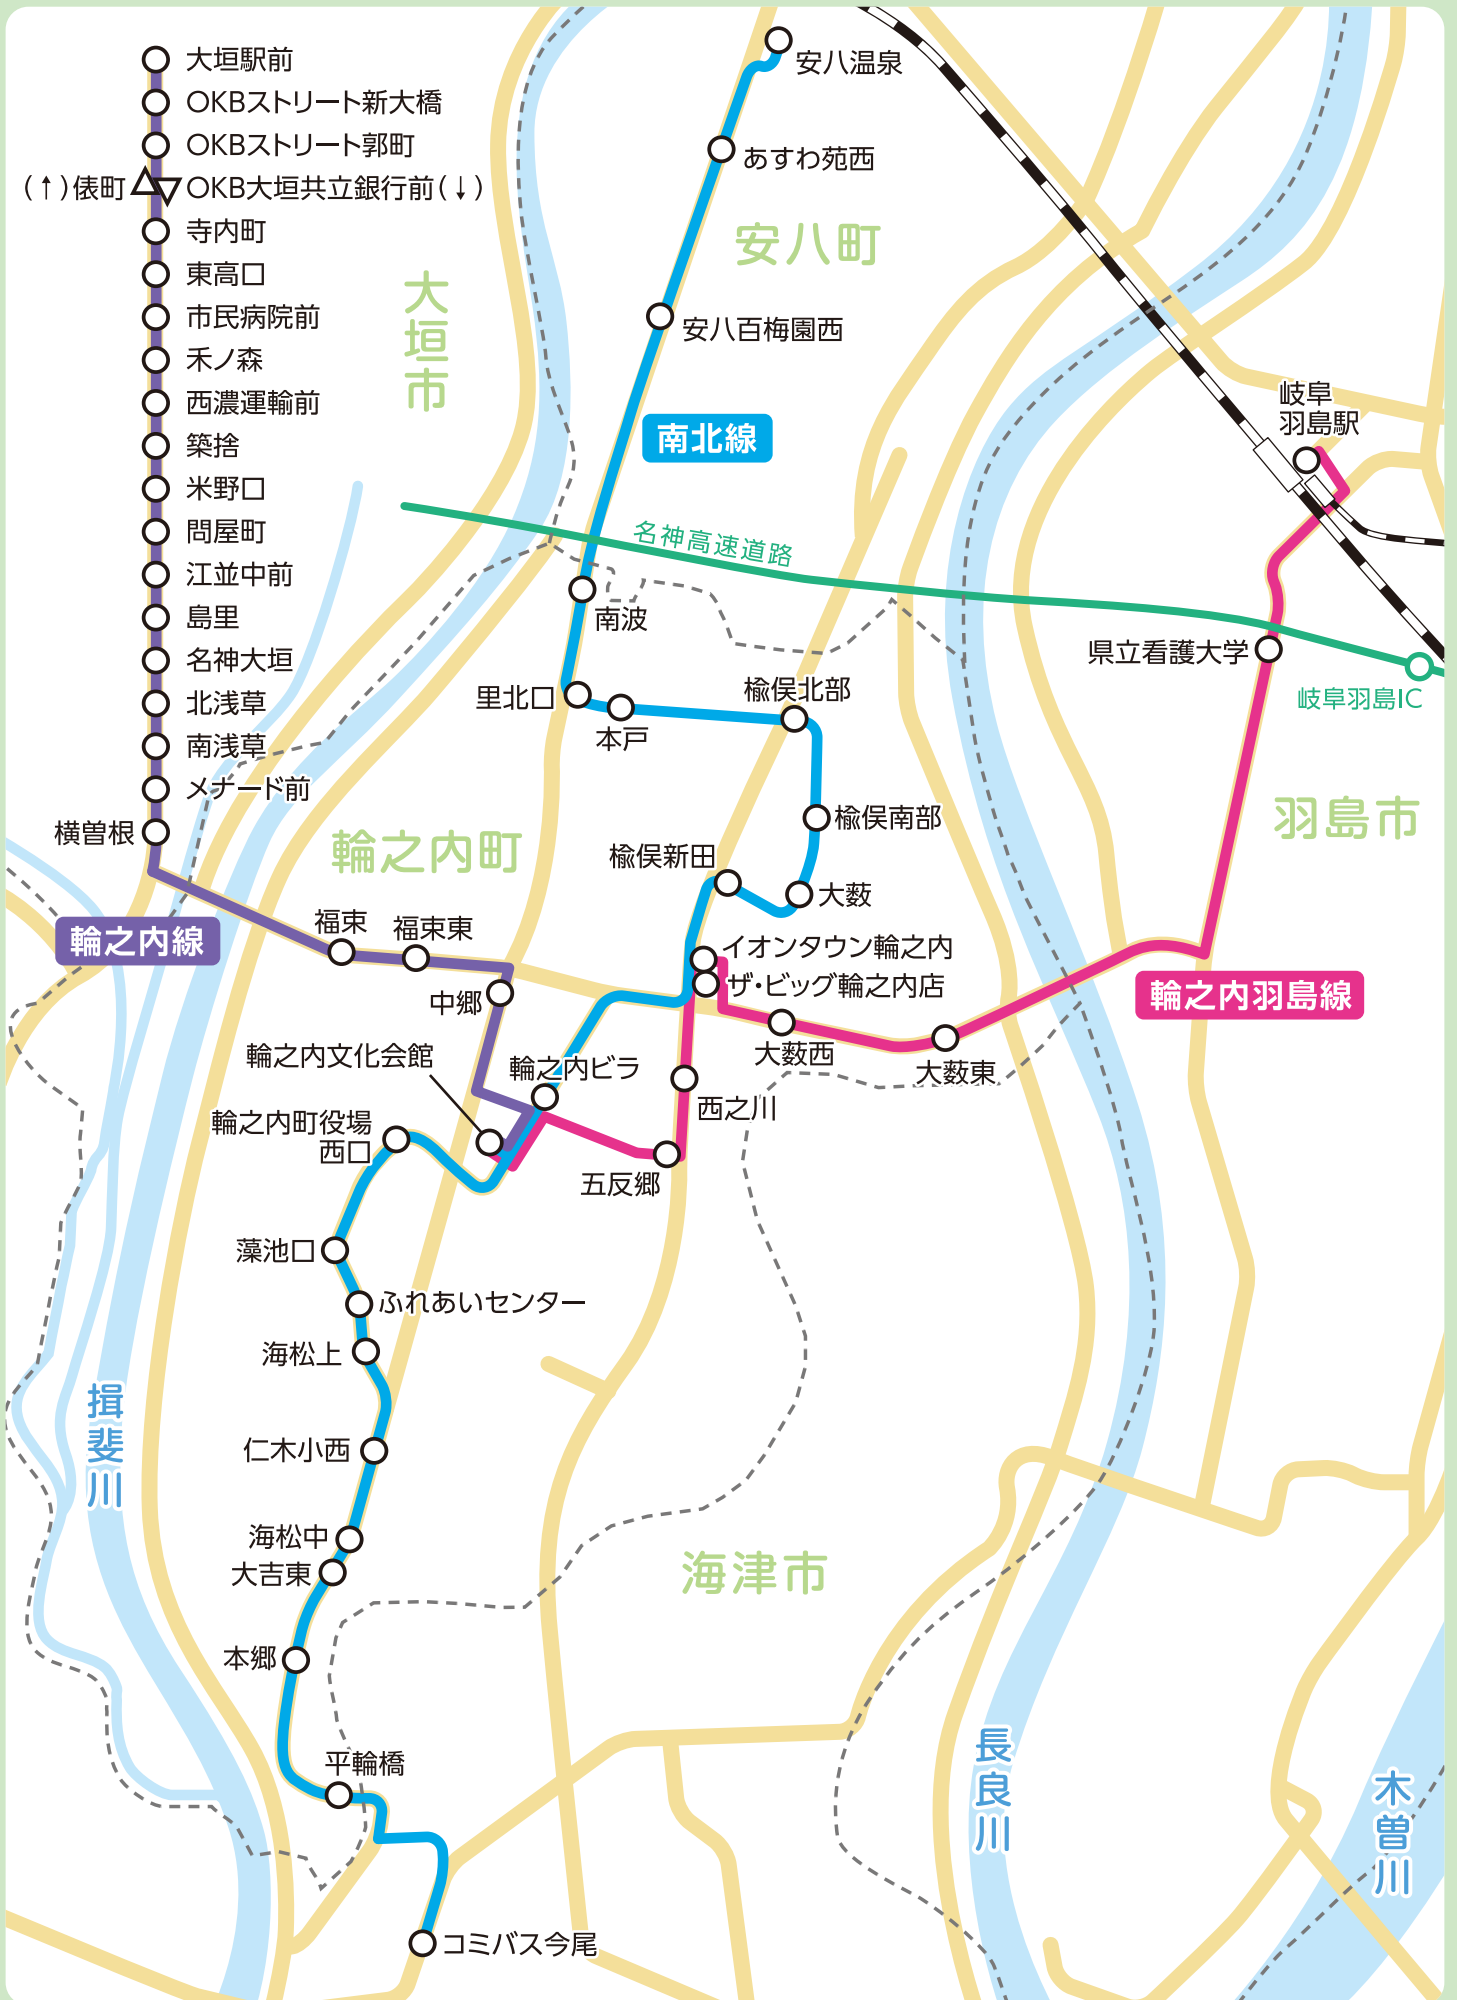 大垣駅前
OKBストリート新大橋
OKBストリート郭町
(↑)俵町
OKB大垣共立銀行前(↓)
寺内町
東高口
市民病院前
禾ノ森
西濃運輸前
築捨
米野口
問屋町
江並中前
島里
名神大垣
北浅草
南浅草
メナード前
横曽根
輪之内線
福束
福束東
中郷
輪之内文化会館
大垣市
安八温泉
あすわ苑西
安八町
安八百梅園西
南北線
名神高速道路
南波
里北口
本戸
楡俣北部
楡俣南部
楡俣新田
大薮
輪之内町
イオンタウン輪之内
ザ・ビッグ輪之内店
大薮西
大薮東
西之川
五反郷
輪之内ビラ
輪之内町役場
西口
藻池口
ふれあいセンター
海松上
仁木小西
海松中
大吉東
本郷
平輪橋
コミバス今尾
岐阜
羽島駅
県立看護大学
岐阜羽島IC
羽島市
輪之内羽島線
海津市
揖斐川
長良川
木曽川